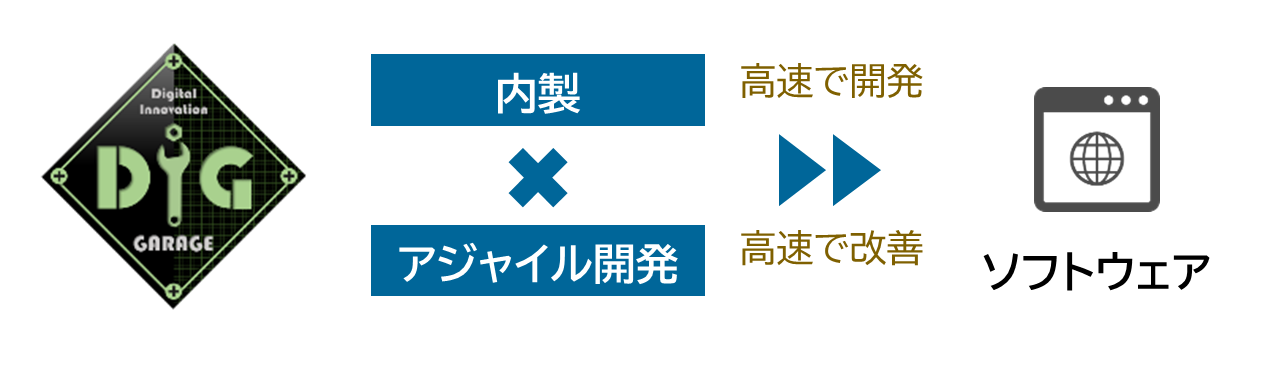 Digital
Innovation
DIG
GARAGE
内製
アジャイル開発
高速で開発
高速で改善
ソフトウェア